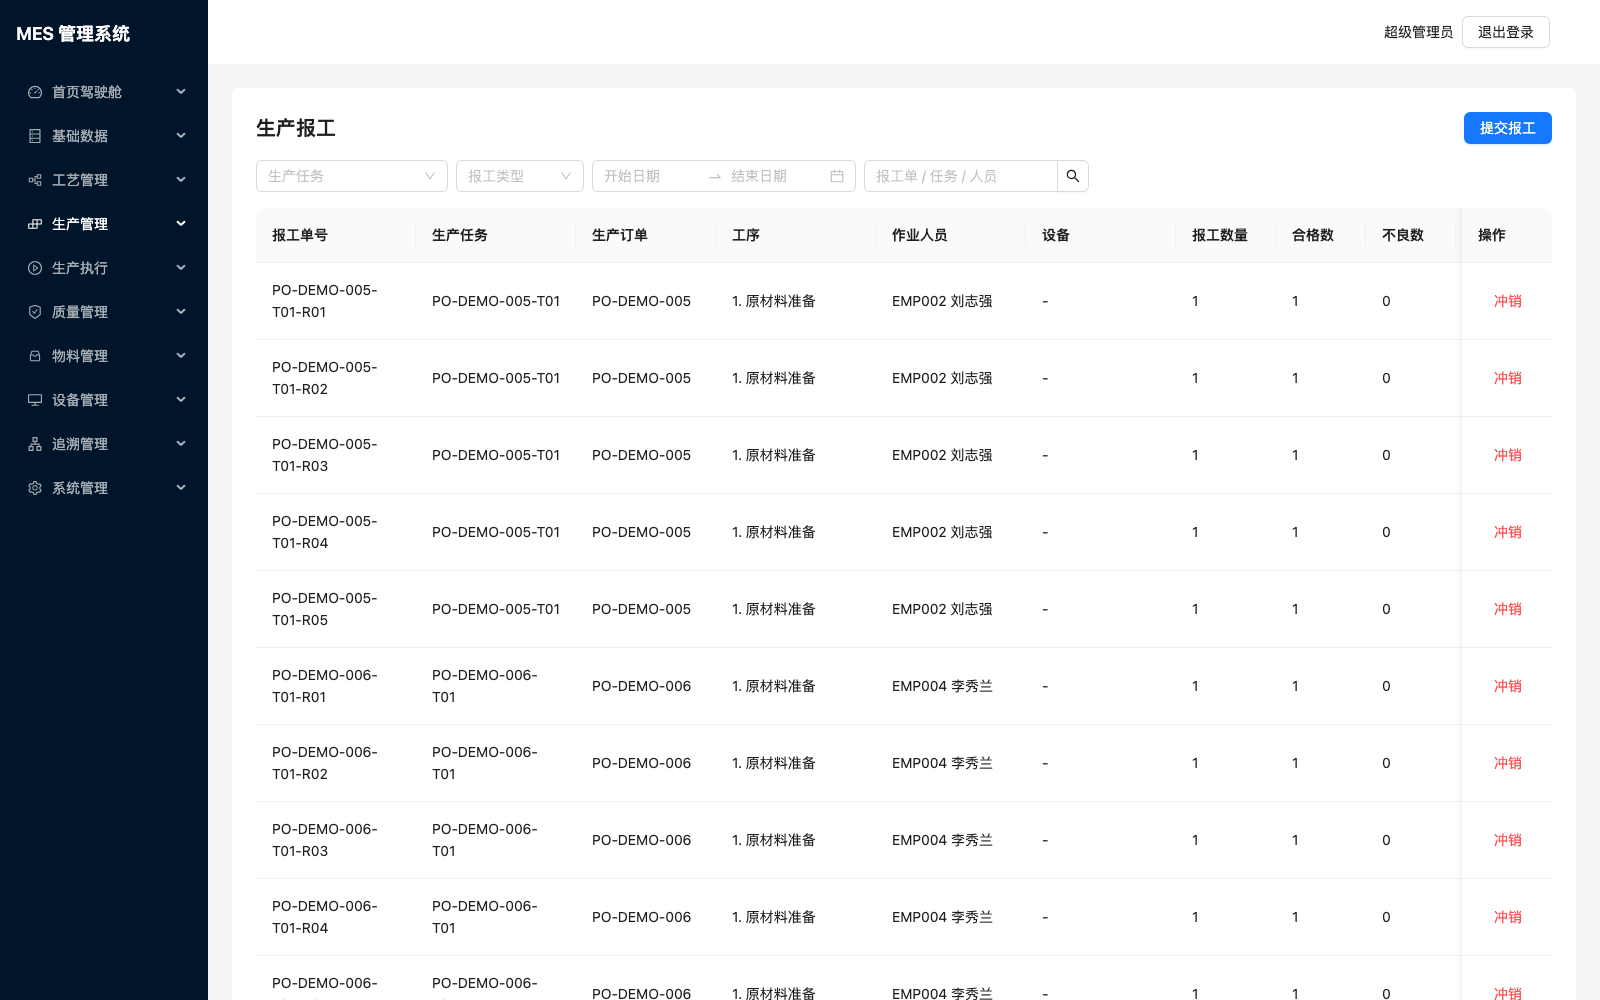 MES 管理系统
首页驾驶舱
基础数据
工艺管理
生产管理
生产执行
质量管理
物料管理
设备管理
追溯管理
系统管理
超级管理员 退出登录
生产报工 提交报工
生产任务 报工类型 开始日期 结束日期 报工单 / 任务 / 人员
报工单号 生产任务 生产订单 工序 作业人员 设备 报工数量 合格数 不良数 操作
PO-DEMO-005-
T01-R01 PO-DEMO-005-T01 PO-DEMO-005 1. 原材料准备 EMP002 刘志强 - 1 1 0 冲销
PO-DEMO-005-
T01-R02 PO-DEMO-005-T01 PO-DEMO-005 1. 原材料准备 EMP002 刘志强 - 1 1 0 冲销
PO-DEMO-005-
T01-R03 PO-DEMO-005-T01 PO-DEMO-005 1. 原材料准备 EMP002 刘志强 - 1 1 0 冲销
PO-DEMO-005-
T01-R04 PO-DEMO-005-T01 PO-DEMO-005 1. 原材料准备 EMP002 刘志强 - 1 1 0 冲销
PO-DEMO-005-
T01-R05 PO-DEMO-005-T01 PO-DEMO-005 1. 原材料准备 EMP002 刘志强 - 1 1 0 冲销
PO-DEMO-006- PO-DEMO-006-
T01-R01 T01 PO-DEMO-006 1. 原材料准备 EMP004 李秀兰 - 1 1 0 冲销
PO-DEMO-006- PO-DEMO-006-
T01-R02 T01 PO-DEMO-006 1. 原材料准备 EMP004 李秀兰 - 1 1 0 冲销
PO-DEMO-006- PO-DEMO-006-
T01-R03 T01 PO-DEMO-006 1. 原材料准备 EMP004 李秀兰 - 1 1 0 冲销
PO-DEMO-006- PO-DEMO-006-
T01-R04 T01 PO-DEMO-006 1. 原材料准备 EMP004 李秀兰 - 1 1 0 冲销
PO-DEMO-006- PO-DEMO-006-
PO-DEMO-006 1. 原材料准备 EMP004 李秀兰 - 1 1 0 冲销